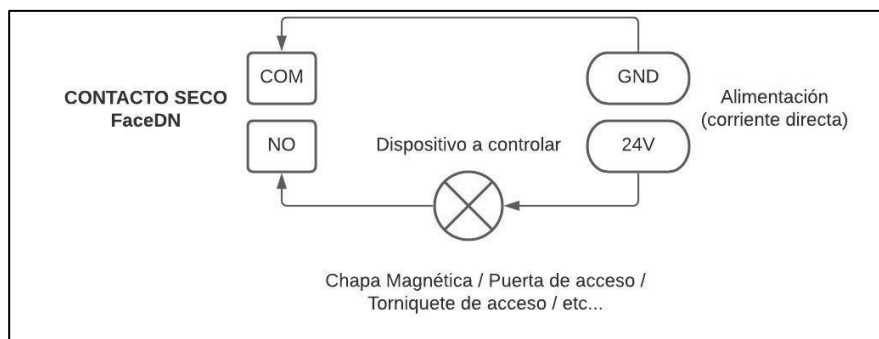 COM
GND
CONTACTO SECO
FaceDN
Alimentación
(corriente directa)
NO
Dispositivo a controlar
24V
Chapa Magnética / Puerta de acceso /
Torniquete de acceso / etc...